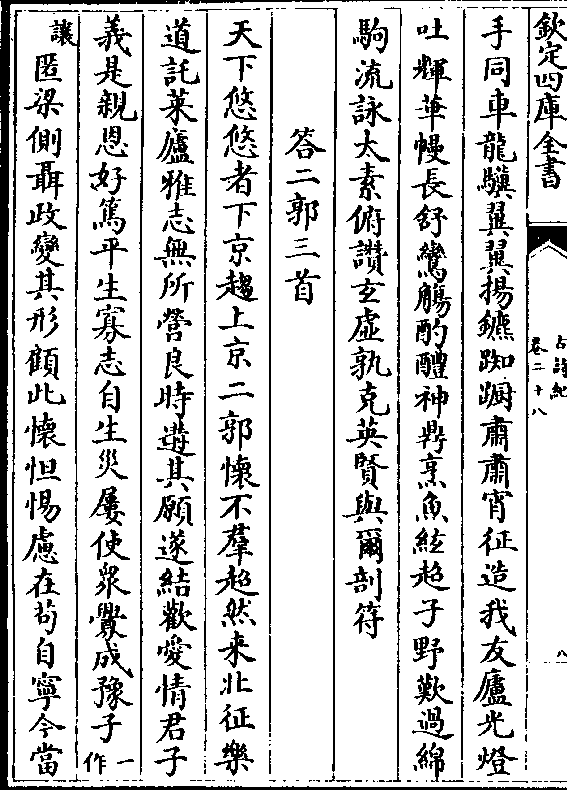 欽定四庫全書
古詩紀
卷二十八
八
手同車龍驥翼翼揚鑣踟蹰肅肅宵征造我友廬光燈
吐輝華幔長舒鸞觴酌醴神鼎烹魚絃超子野歎過綿
駒流詠太素俯讚玄虛孰克英賢與爾剖符
答二郭三首
天下悠悠者下京趨上京二郭懷不羣超然来北征樂
道託萊廬雅志無所營良時遘其願遂結歡愛情君子
義是親恩好篤平生寡志自生災屢使衆釁成豫子一作
讓匿梁側聶政變其形顧此懷怛惕慮在苟自寧今當